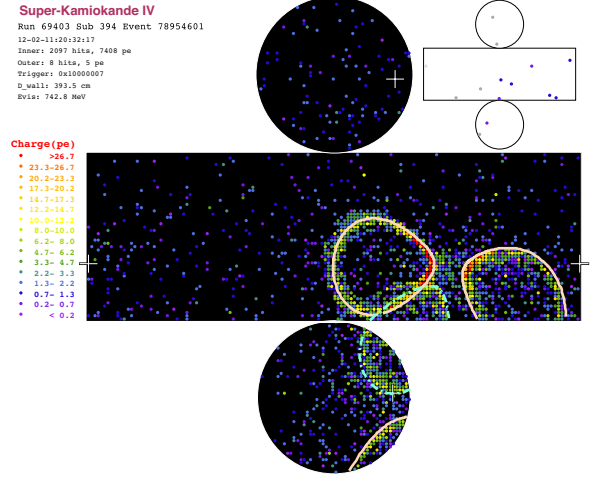 Super-Kamiokande IV
Run 69403 Sub 394 Event 78954601
12-02-11:20:32:17
Inner: 2097 hits, 7408 pe
Outer: 8 hits, 5 pe
Trigger: 0x10000007
D_wall: 393.5 cm
Evis: 742.8 MeV
Charge(pe)
>26.7
23.3-26.7
20.2-23.3
17.3-20.2
14.7-17.3
12.2-14.7
10.0-12.2
8.0-10.0
6.2- 8.0
4.7- 6.2
3.3- 4.7
2.2- 3.3
1.3- 2.2
0.7- 1.3
0.2- 0.7
< 0.2